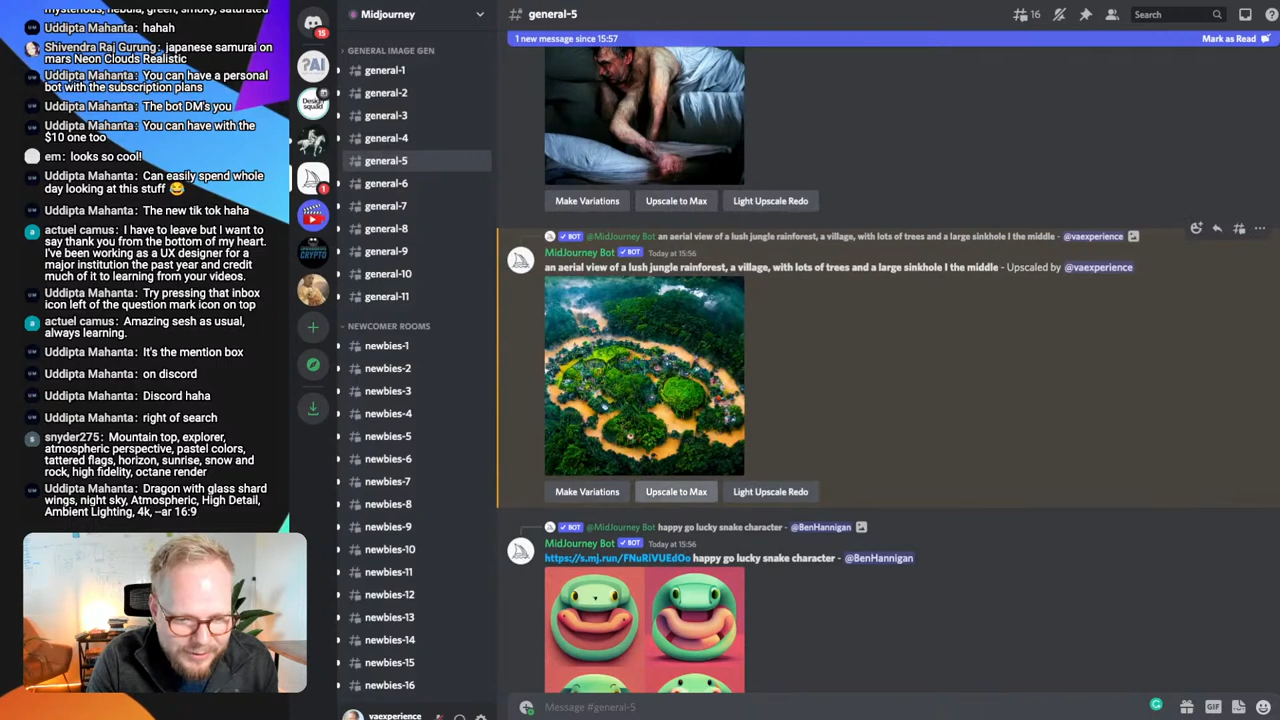 mysterious, nebula, green, smoky, saturated
Uddipta Mahanta: hahah
Shivendra Raj Gurung: japanese samurai on
mars Neon Clouds Realistic
Uddipta Mahanta: You can have a personal
bot with the subscription plans
Uddipta Mahanta: The bot DM's you
Uddipta Mahanta: You can have with the
$10 one too
em: looks so cool!
Uddipta Mahanta: Can easily spend whole
day looking at this stuff 😂
Uddipta Mahanta: The new tik tok haha
actuel camus: I have to leave but I want to
say thank you from the bottom of my heart.
I've been working as a UX designer for a
major institution the past year and credit
much of it to learning from your videos.
Uddipta Mahanta: Try pressing that inbox
icon left of the question mark icon on top
actuel camus: Amazing sesh as usual,
always learning.
Uddipta Mahanta: It's the mention box
Uddipta Mahanta: on discord
Uddipta Mahanta: Discord haha
Uddipta Mahanta: right of search
snyder275: Mountain top, explorer,
atmospheric perspective, pastel colors,
tattered flags, horizon, sunrise, snow and
rock, high fidelity, octane render
Uddipta Mahanta: Dragon with glass shard
wings, night sky, Atmospheric, High Detail,
Ambient Lighting, 4k, --ar 16:9
15
?AI
Design
squad
1
CRYPTO
Midjourney
GENERAL IMAGE GEN
general-1
general-2
general-3
general-4
general-5
general-6
general-7
general-8
general-9
general-10
general-11
NEWCOMER ROOMS
newbies-1
newbies-2
newbies-3
newbies-4
newbies-5
newbies-6
newbies-7
newbies-8
newbies-9
newbies-10
newbies-11
newbies-12
newbies-13
newbies-14
newbies-15
newbies-16
vaexperience
general-5
16
Search
1 new message since 15:57
Mark as Read
Make Variations
Upscale to Max
Light Upscale Redo
BOT @MidJourney Bot an aerial view of a lush jungle rainforest, a village, with lots of trees and a large sinkhole I the middle - @vaexperience
MidJourney Bot BOT Today at 15:56
an aerial view of a lush jungle rainforest, a village, with lots of trees and a large sinkhole I the middle - Upscaled by @vaexperience
Make Variations
Upscale to Max
Light Upscale Redo
BOT @MidJourney Bot happy go lucky snake character - @BenHannigan
MidJourney Bot BOT Today at 15:56
https://s.mj.run/FNuRiVUEdOo happy go lucky snake character - @BenHannigan
Message #general-5
GIF